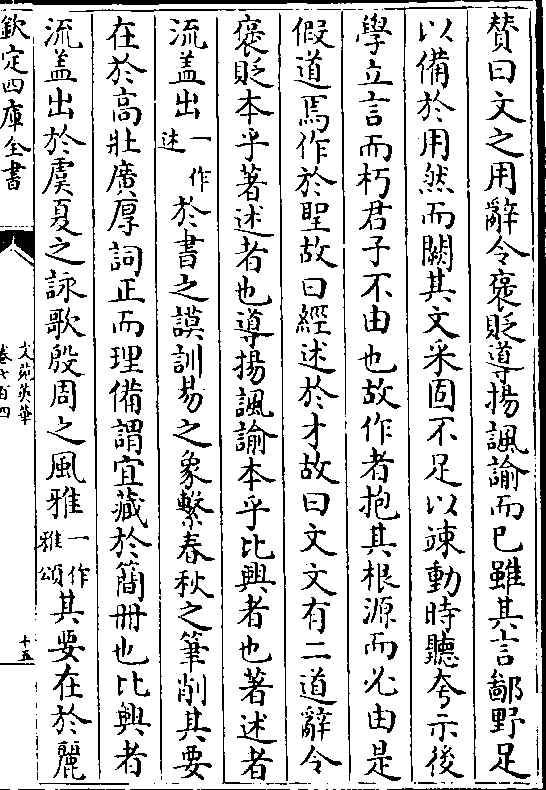 賛曰文之用辭令褒貶導揚諷諭而已雖其言鄙野足
以備於用然而闕其文采固不足以竦動時聽夸示後
學立言而朽君子不由也故作者抱其根源而必由是
假道焉作於聖故曰經述於才故曰文文有二道辭令
褒貶本乎著述者也導揚諷諭本乎比興者也著述者
流盖出一作述於書之謨訓易之象繫春秋之筆削其要
在於高壯廣厚詞正而理備謂宜藏於簡冊也比興者
流盖出於虞夏之詠歌殷周之風雅一作雅頌其要在於麗
欽定四庫全書
文苑英華
卷七百四
十五